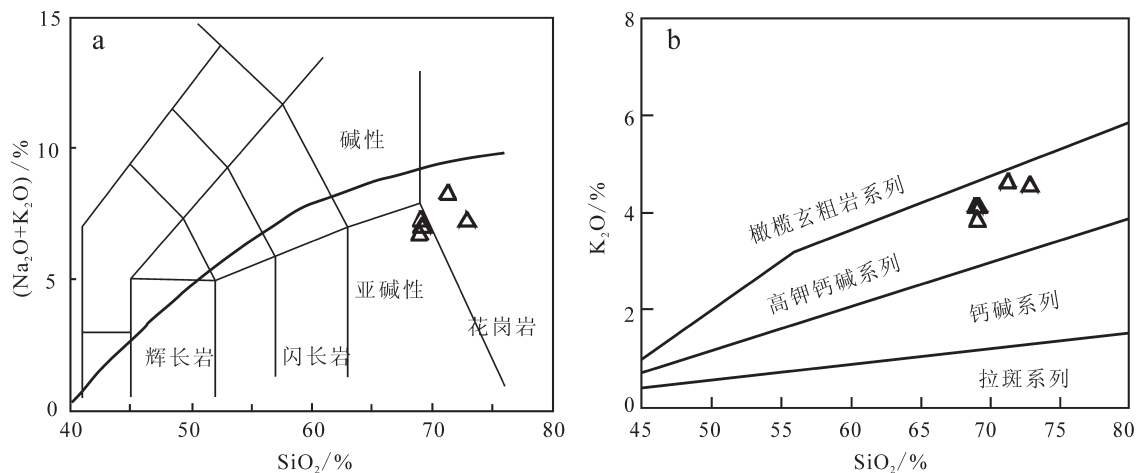 a
15
10
5
0
(Na₂O+K₂O) /%
碱性
亚碱性
辉长岩
闪长岩
花岗岩
40
50
60
70
80
SiO₂/%
b
8
6
4
2
0
K₂O/%
橄榄玄粗岩系列
高钾钙碱系列
钙碱系列
拉斑系列
45
50
55
60
65
70
75
80
SiO₂/%